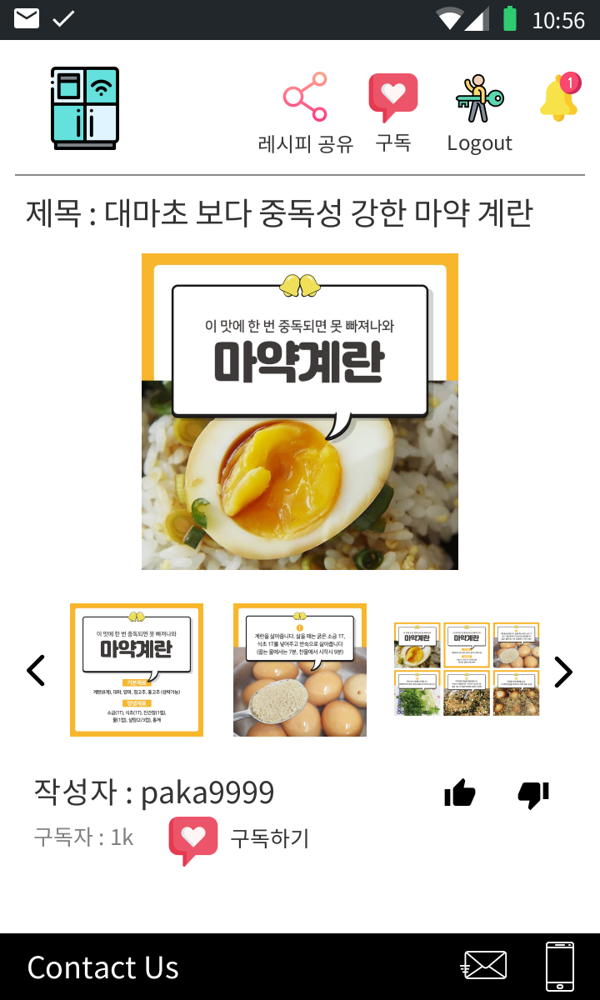 10:56
1
레시피 공유
구독
Logout
제목 : 대마초 보다 중독성 강한 마약 계란
이 맛에 한 번 중독되면 못 빠져나와
마약계란
이 맛에 한 번 중독되면 못 빠져나와
마약계란
기본재료
계란(8개), 대파, 양파, 청고추, 홍고추 (생략가능)
양념재료
소금(1T), 식초(1T), 진간장(1컵),
물(1컵), 설탕(2/3컵), 통깨
1
계란을 삶아줍니다. 삶을 때는 굵은 소금 1T,
식초 1T를 넣어주고 반숙으로 삶아줍니다
(끓는 물에서는 7분, 찬물에서 시작시 9분)
마약계란
마약계란
작성자 : paka9999
구독자 : 1k
구독하기
Contact Us